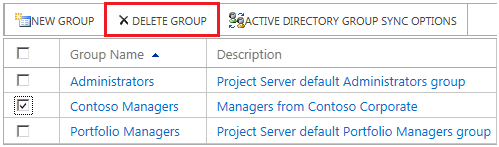 NEW GROUP DELETE GROUP ACTIVE DIRECTORY GROUP SYNC OPTIONS
Group Name Description
Administrators Project Server default Administrators group
Contoso Managers Managers from Contoso Corporate
Portfolio Managers Project Server default Portfolio Managers group